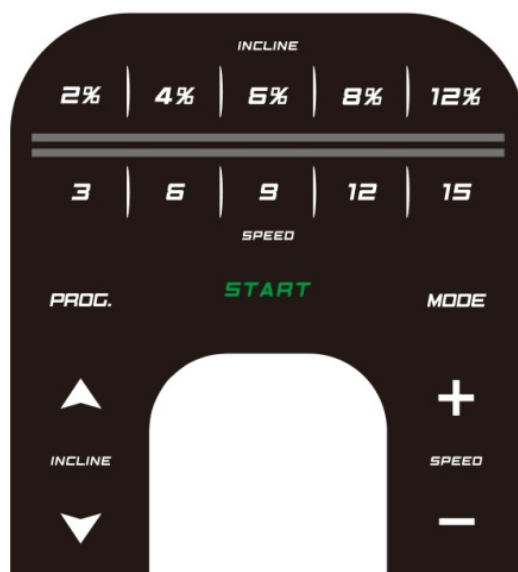 INCLINE
2% 4% 6% 8% 12%
3 6 9 12 15
SPEED
START
PROG. MODE
+
INCLINE SPEED
−